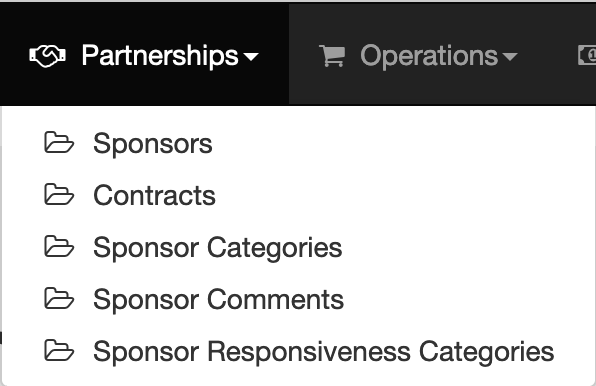 Partnerships Operations
Sponsors
Contracts
Sponsor Categories
Sponsor Comments
Sponsor Responsiveness Categories